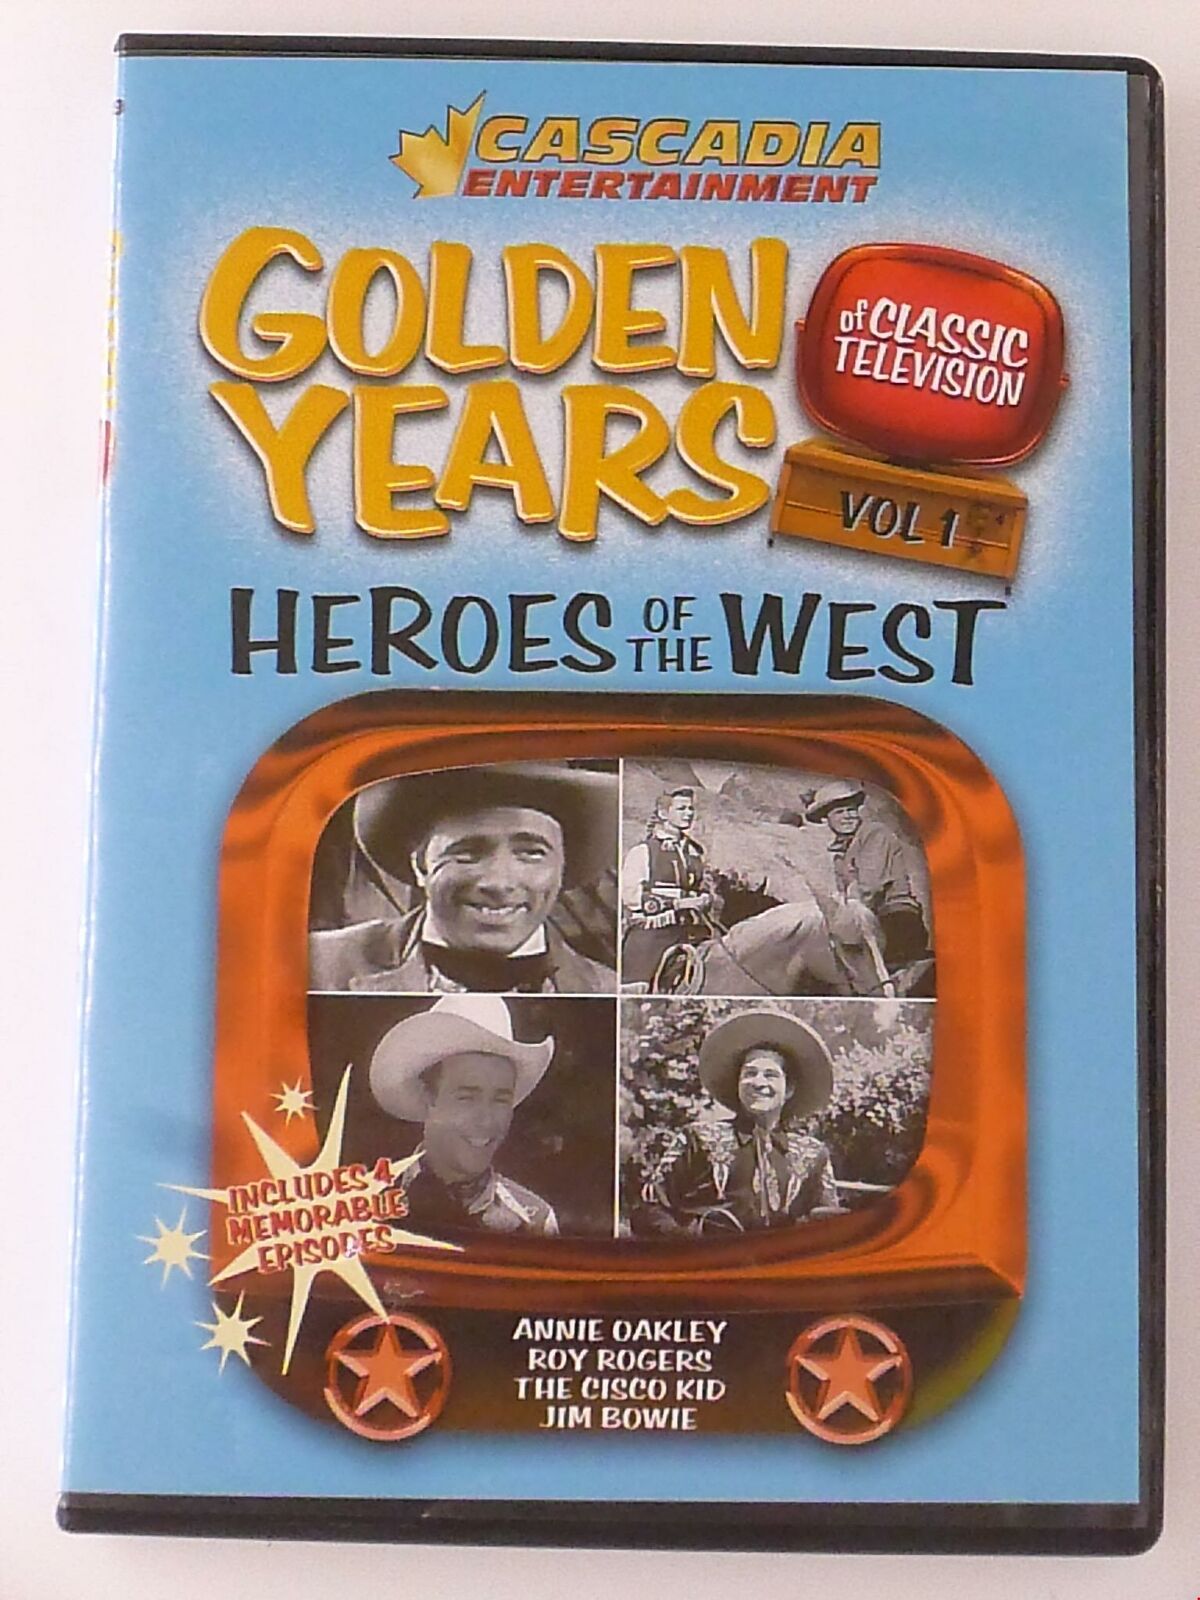 CASCADIA
ENTERTAINMENT
GOLDEN
YEARS
of CLASSIC
TELEVISION
VOL 1
HEROES OF THE WEST
INCLUDES 4
MEMORABLE
EPISODES
ANNIE OAKLEY
ROY ROGERS
THE CISCO KID
JIM BOWIE